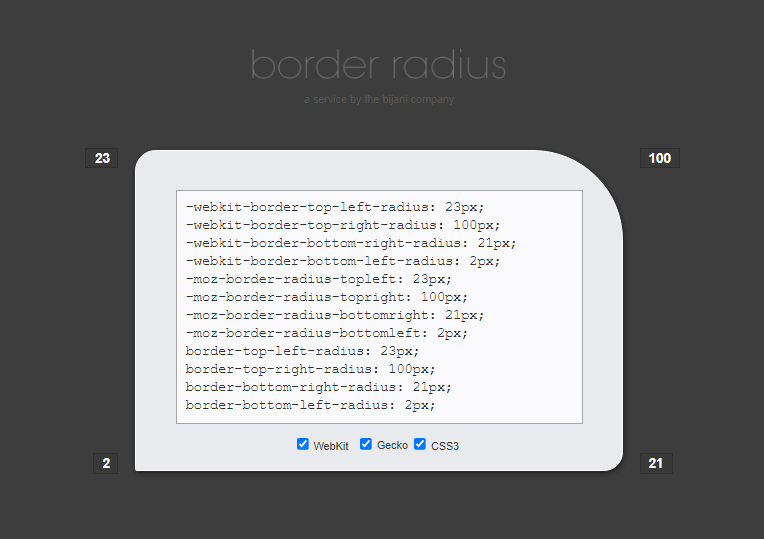 border radius
a service by the bijani company
23
100
-webkit-border-top-left-radius: 23px;
-webkit-border-top-right-radius: 100px;
-webkit-border-bottom-right-radius: 21px;
-webkit-border-bottom-left-radius: 2px;
-moz-border-radius-topleft: 23px;
-moz-border-radius-topright: 100px;
-moz-border-radius-bottomright: 21px;
-moz-border-radius-bottomleft: 2px;
border-top-left-radius: 23px;
border-top-right-radius: 100px;
border-bottom-right-radius: 21px;
border-bottom-left-radius: 2px;
WebKit Gecko CSS3
2
21